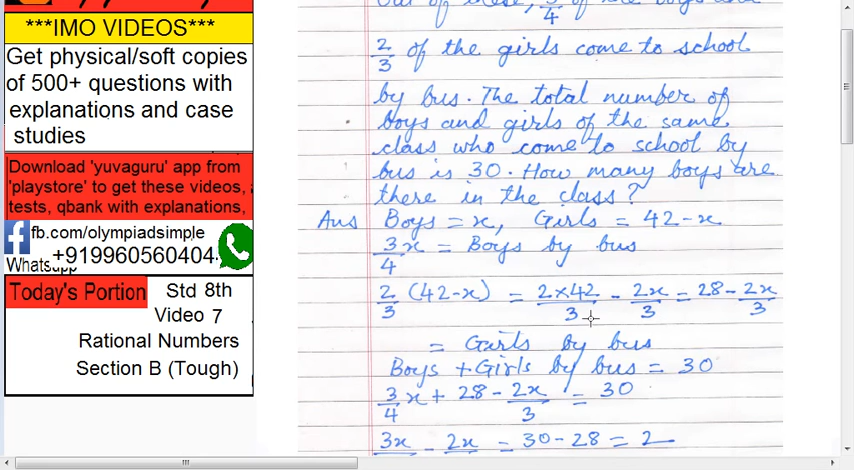 ***IMO VIDEOS***
Get physical/soft copies
of 500+ questions with
explanations and case
studies
Download 'yuvaguru' app from
'playstore' to get these videos,
tests, qbank with explanations,
fb.com/olympiadsimple
+919960560404
Whatsapp
Today's Portion Std 8th
Video 7
Rational Numbers
Section B (Tough)
2/3 of the girls come to school
by bus. The total number of
boys and girls of the same
class who come to school by
bus is 30. How many boys are
there in the class?
Ans Boys = x, Girls = 42-x
3x/4 = Boys by bus
2/3 (42-x) = 2×42/3 - 2x/3 = 28 - 2x/3
= Girls by bus
Boys + Girls by bus = 30
3/4 x + 28 - 2x/3 = 30
3x - 2x = 30 - 28 = 2